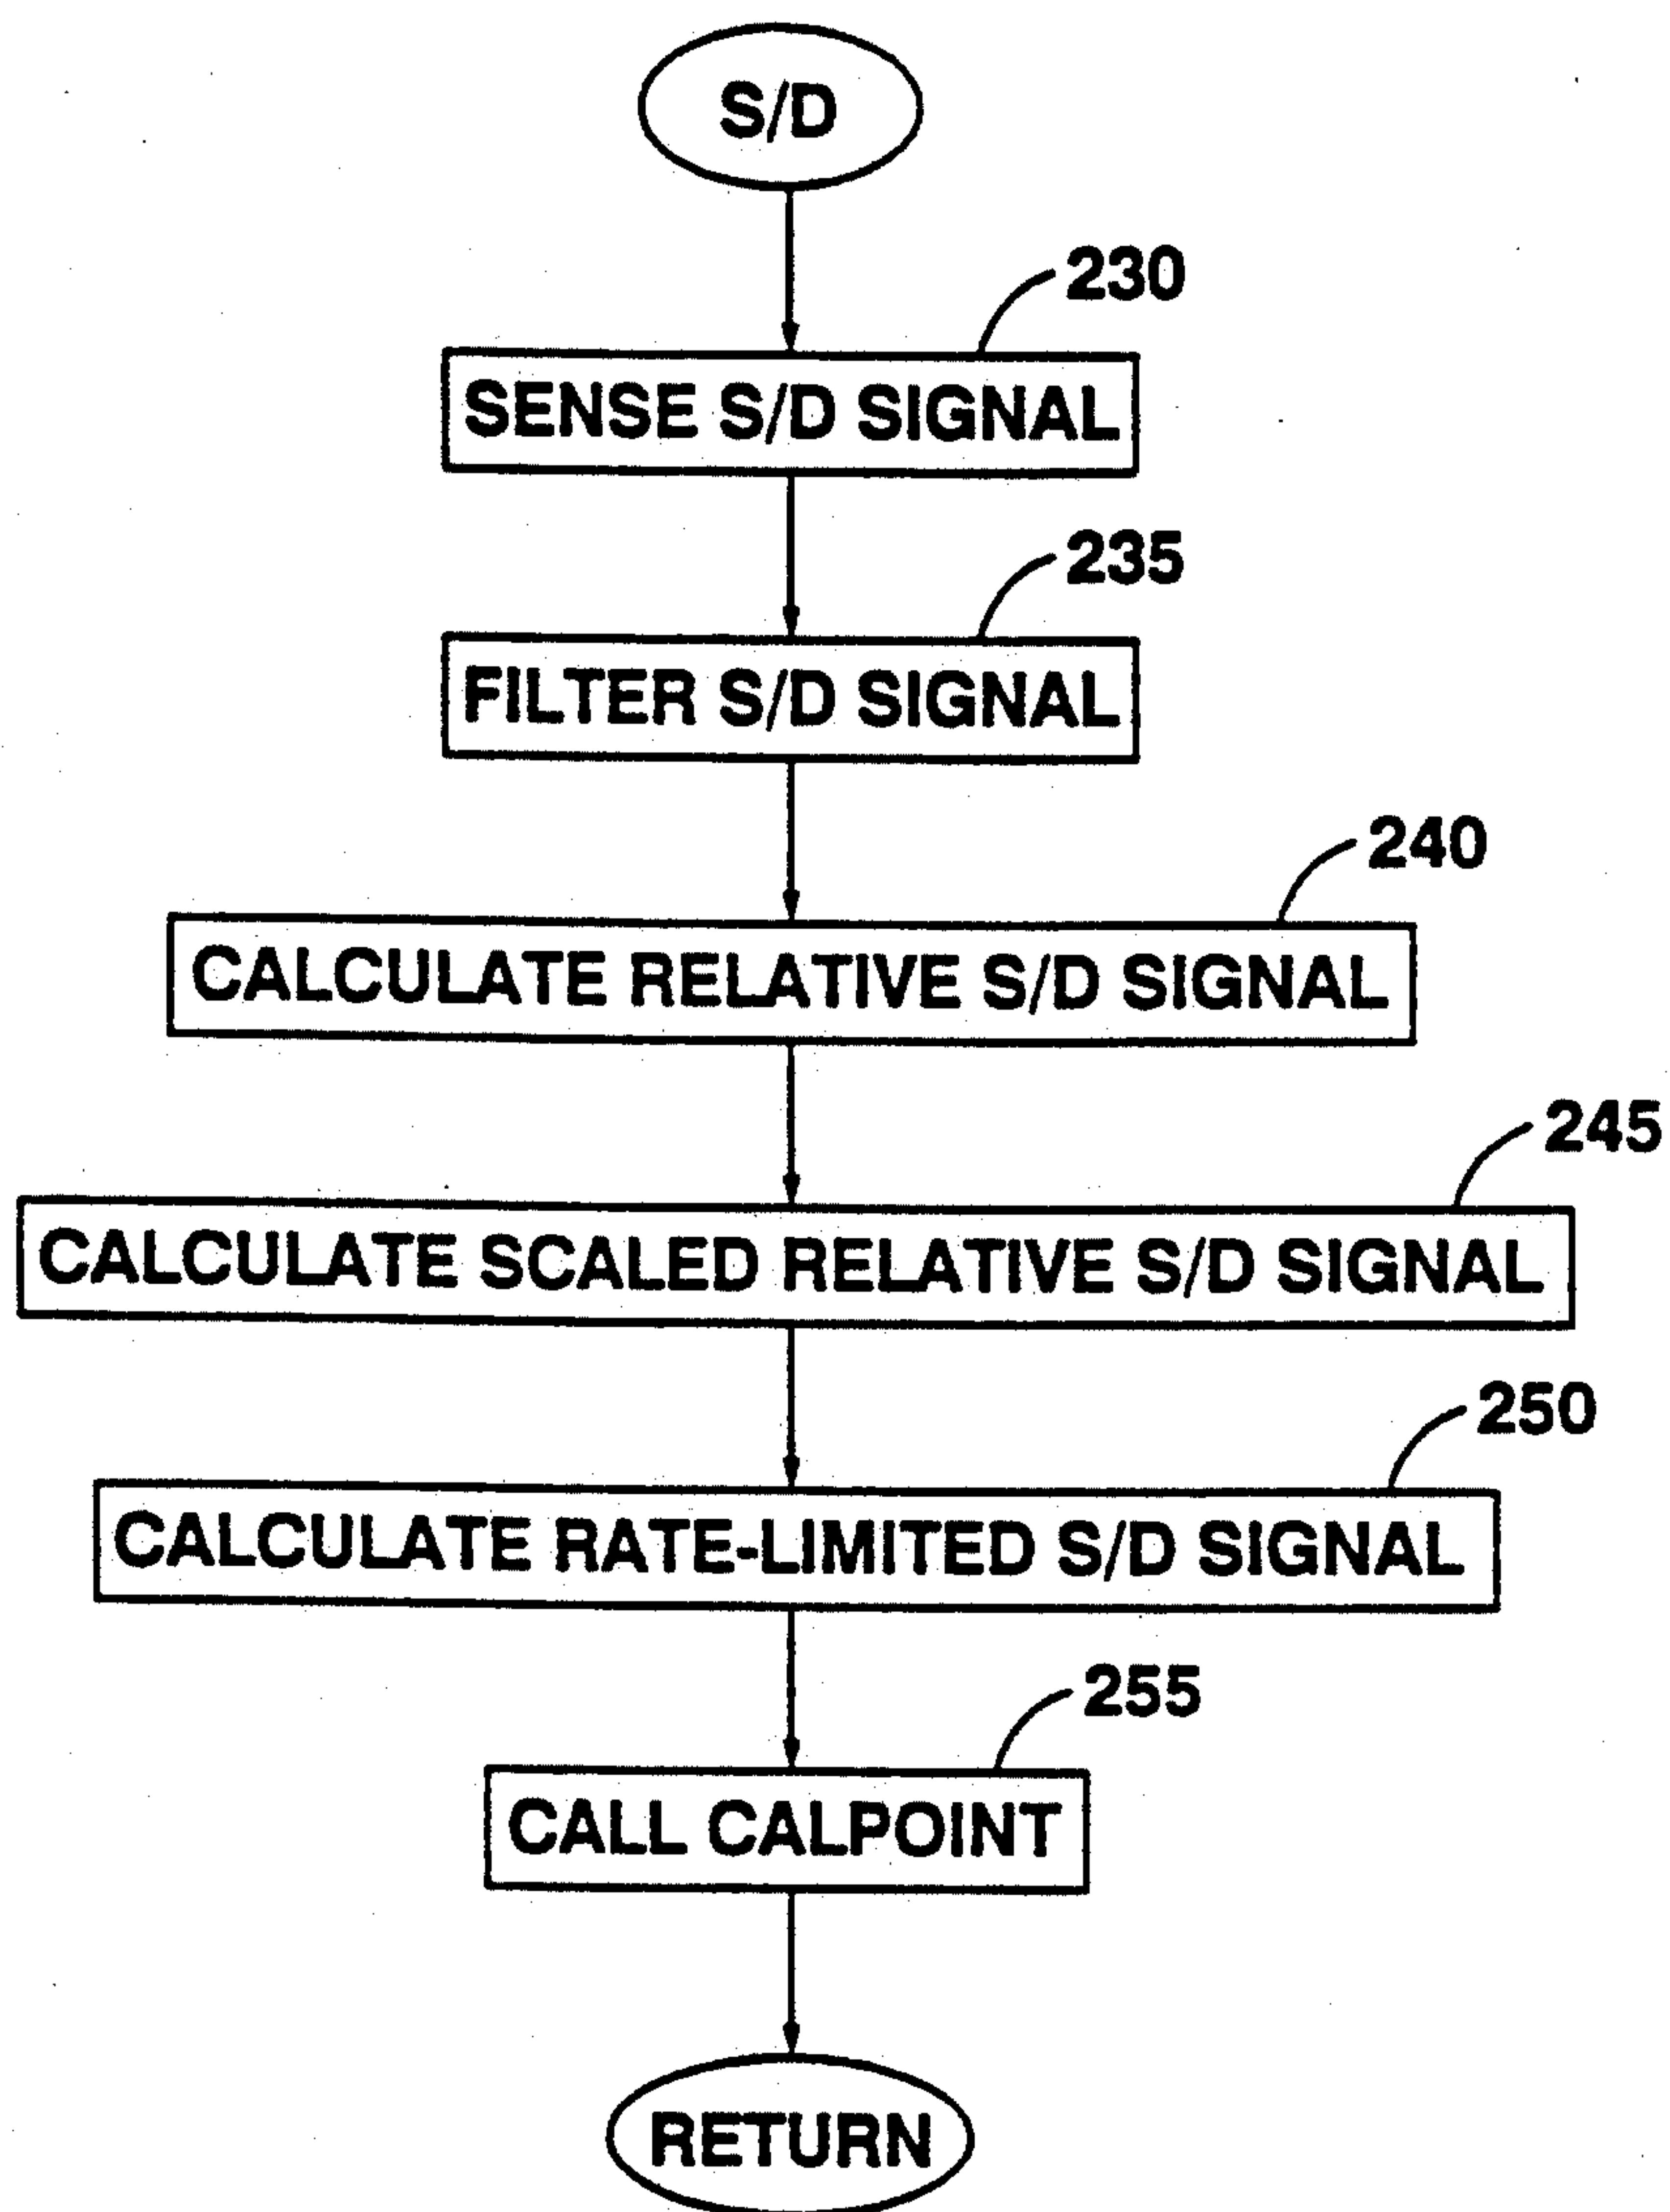 S/D
230
SENSE S/D SIGNAL
235
FILTER S/D SIGNAL
240
CALCULATE RELATIVE S/D SIGNAL
245
CALCULATE SCALED RELATIVE S/D SIGNAL
250
CALCULATE RATE-LIMITED S/D SIGNAL
255
CALL CALPOINT
RETURN